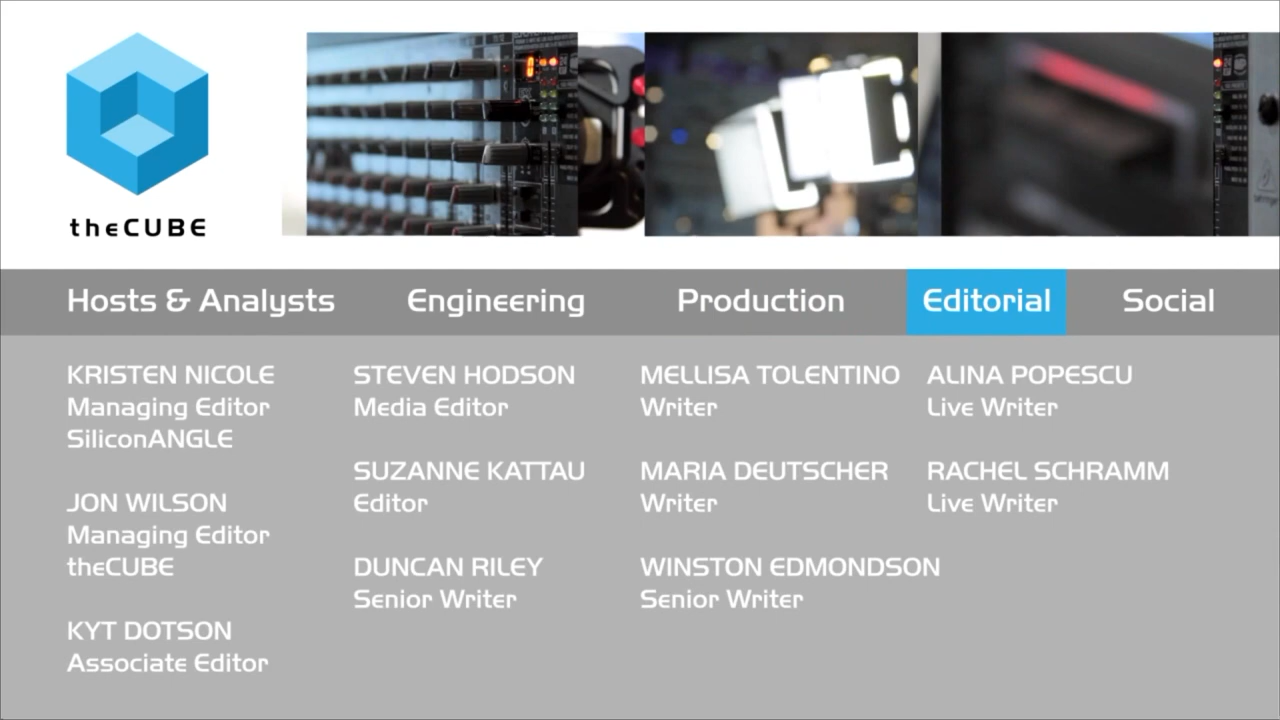 theCUBE
Hosts & Analysts
Engineering
Production
Editorial
Social
KRISTEN NICOLE
Managing Editor
SiliconANGLE
JON WILSON
Managing Editor
theCUBE
KYT DOTSON
Associate Editor
STEVEN HODSON
Media Editor
SUZANNE KATTAU
Editor
DUNCAN RILEY
Senior Writer
MELLISA TOLENTINO
Writer
MARIA DEUTSCHER
Writer
WINSTON EDMONDSON
Senior Writer
ALINA POPESCU
Live Writer
RACHEL SCHRAMM
Live Writer